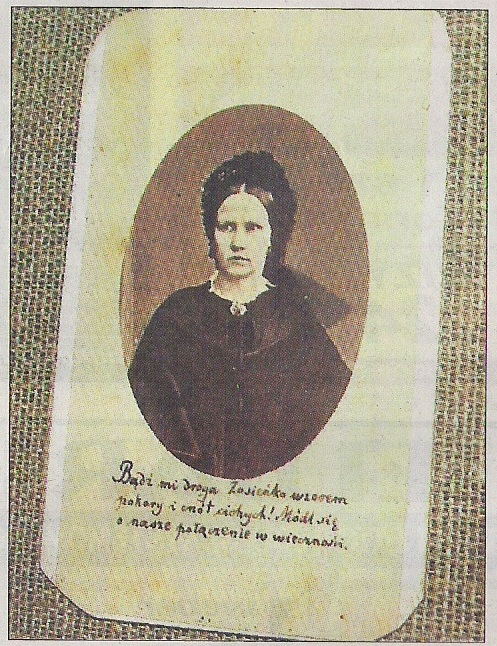 Bądź mi droga Zosieńko wzorem
pokory i cnót cichych! Módl się
o nasze połączenie w wieczności.